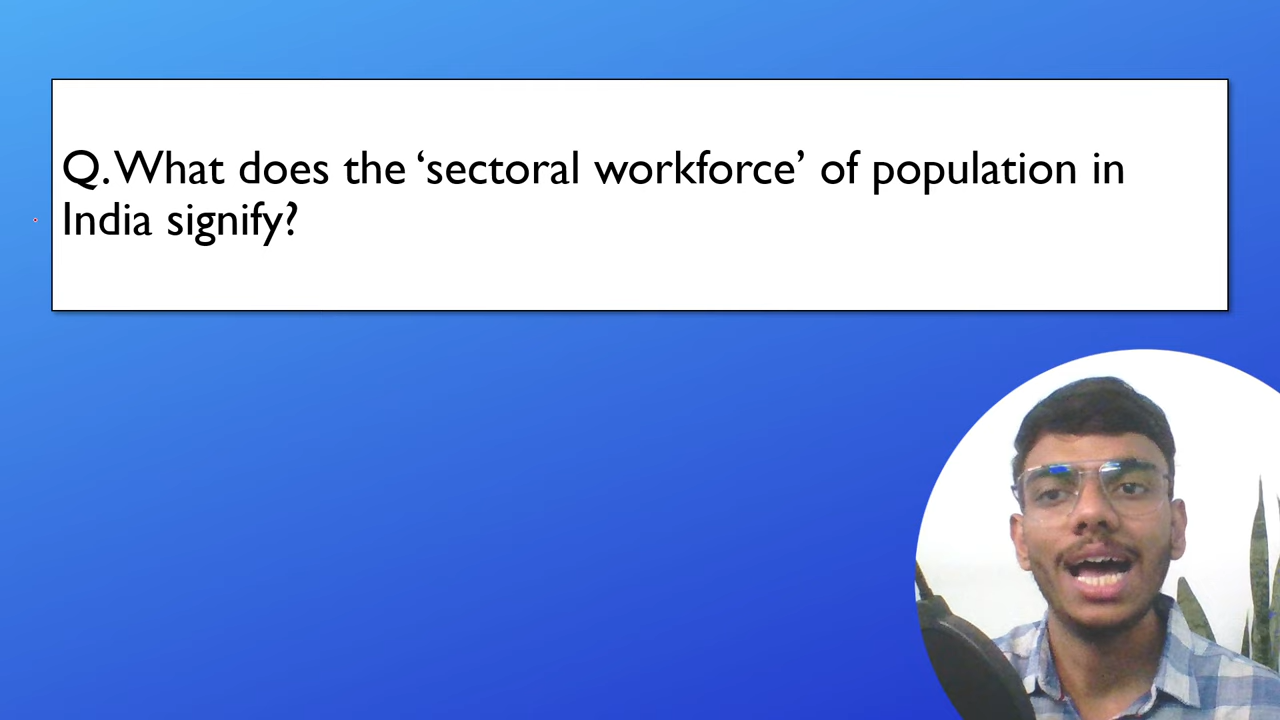 Q. What does the ‘sectoral workforce’ of population in
India signify?